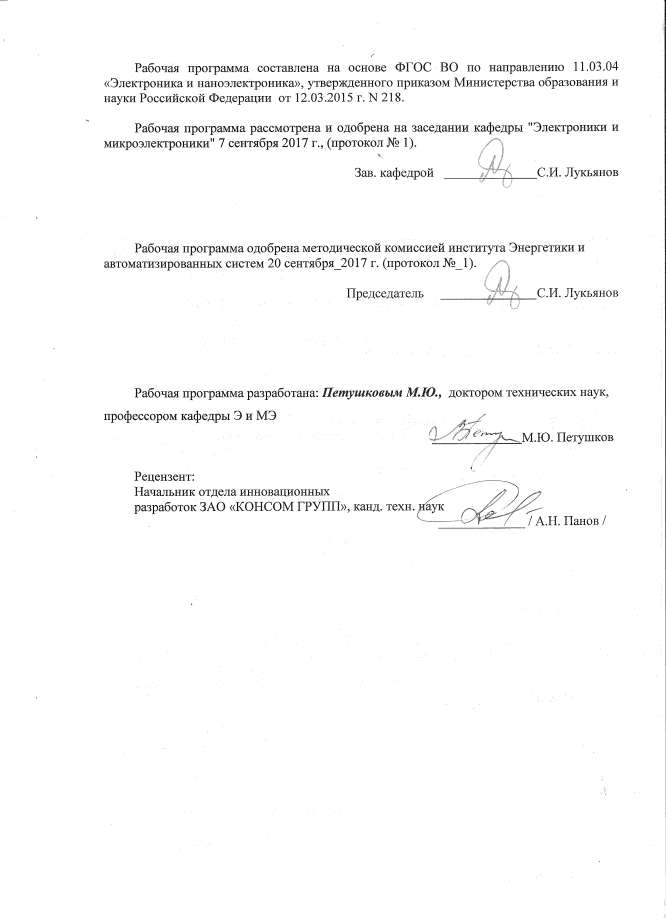 Рабочая программа составлена на основе ФГОС ВО по направлению 11.03.04
«Электроника и наноэлектроника», утвержденного приказом Министерства образования и
науки Российской Федерации от 12.03.2015 г. N 218.
Рабочая программа рассмотрена и одобрена на заседании кафедры "Электроники и
микроэлектроники" 7 сентября 2017 г., (протокол № 1).
Зав. кафедрой ______________С.И. Лукьянов
Рабочая программа одобрена методической комиссией института Энергетики и
автоматизированных систем 20 сентября_2017 г. (протокол №_1).
Председатель ______________С.И. Лукьянов
Рабочая программа разработана: Петушковым М.Ю., доктором технических наук,
профессором кафедры Э и МЭ
______________М.Ю. Петушков
Рецензент:
Начальник отдела инновационных
разработок ЗАО «КОНСОМ ГРУПП», канд. техн. наук
_____________ / А.Н. Панов /